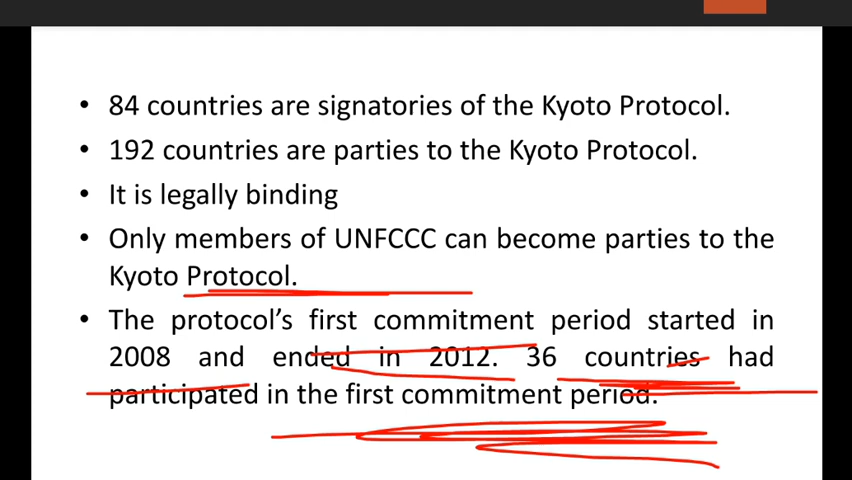 • 84 countries are signatories of the Kyoto Protocol.
• 192 countries are parties to the Kyoto Protocol.
• It is legally binding
• Only members of UNFCCC can become parties to the
Kyoto Protocol.
• The protocol’s first commitment period started in
2008 and ended in 2012. 36 countries had
participated in the first commitment period.